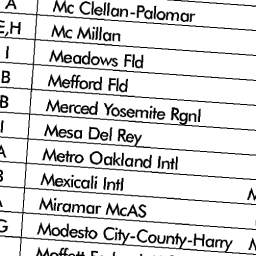 A Mc Clellan-Palomar
E,H Mc Millan
I Meadows Fld
B Mefford Fld
B Merced Yosemite Rgnl
I Mesa Del Rey
A Metro Oakland Intl
B Mexicali Intl
A Miramar McAS
G Modesto City-County-Harry